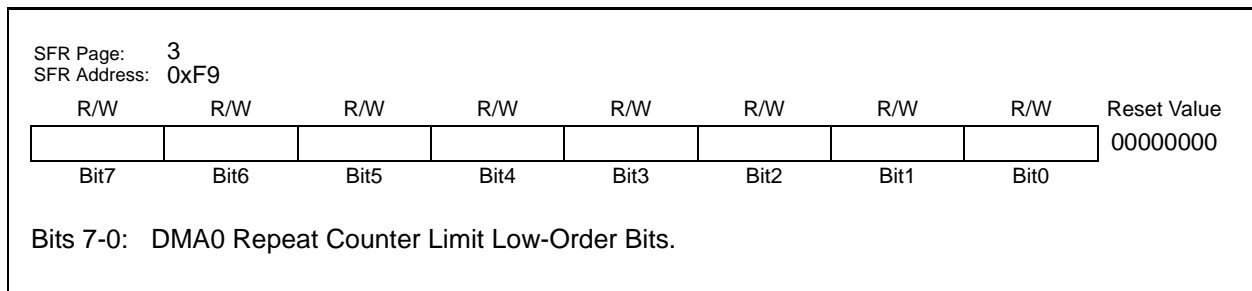 SFR Page: 3
SFR Address: 0xF9
R/W R/W R/W R/W R/W R/W R/W R/W Reset Value
00000000
Bit7 Bit6 Bit5 Bit4 Bit3 Bit2 Bit1 Bit0
Bits 7-0: DMA0 Repeat Counter Limit Low-Order Bits.